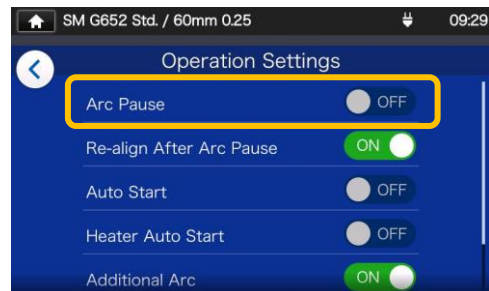 SM G652 Std. / 60mm 0.25 09:29
Operation Settings
Arc Pause OFF
Re-align After Arc Pause ON
Auto Start OFF
Heater Auto Start OFF
Additional Arc ON